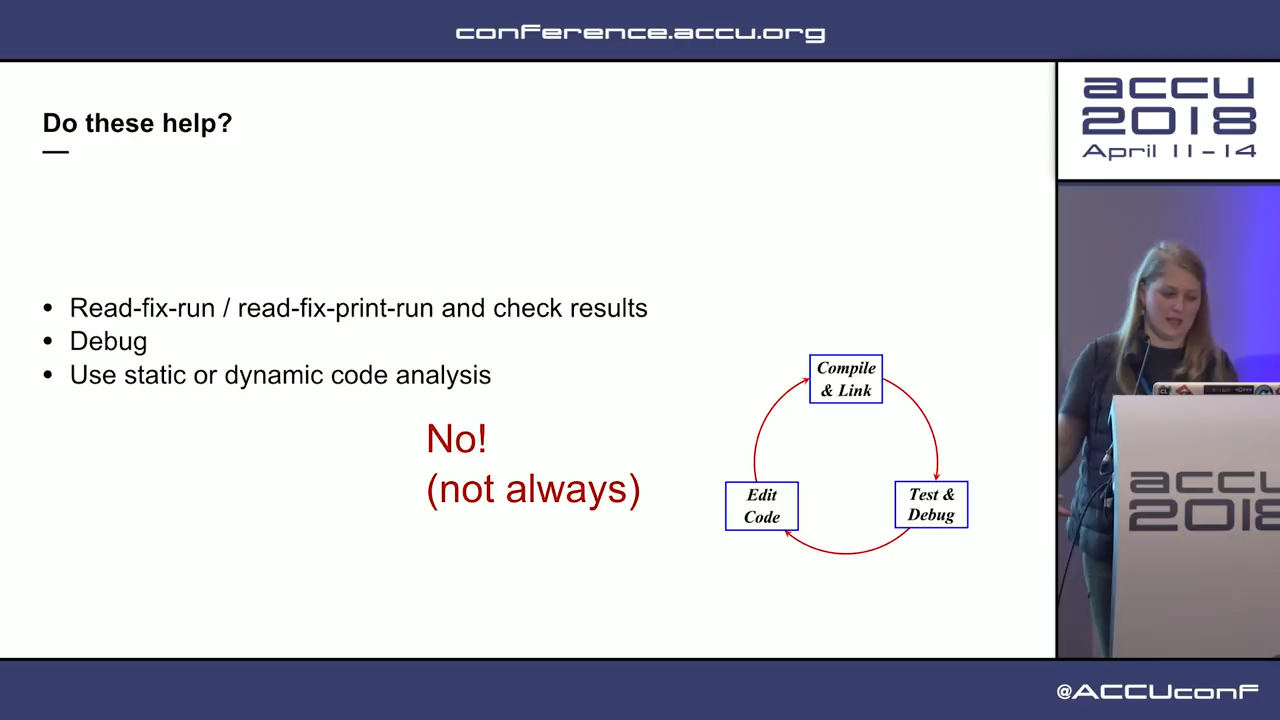 conference.accu.org
accu
2018
April 11-14
Do these help?
• Read-fix-run / read-fix-print-run and check results
• Debug
• Use static or dynamic code analysis
No!
(not always)
Compile
& Link
Edit
Code
Test &
Debug
accu
2018
@ACCUconf